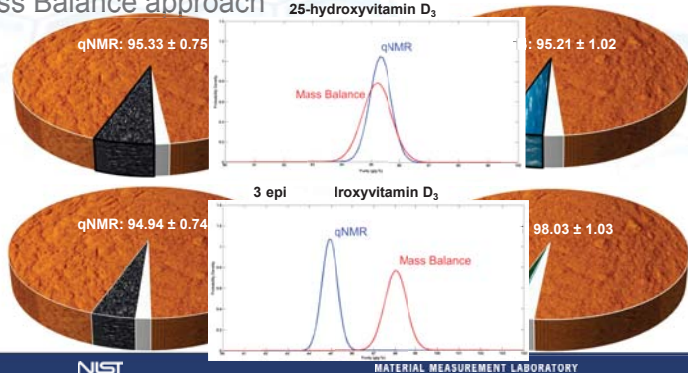 ss Balance approach
25-hydroxyvitamin D₃
qNMR: 95.33 ± 0.75
: 95.21 ± 1.02
qNMR
Mass Balance
3 epi lroxyvitamin D₃
qNMR: 94.94 ± 0.74
98.03 ± 1.03
qNMR
Mass Balance
NIST
MATERIAL MEASUREMENT LABORATORY